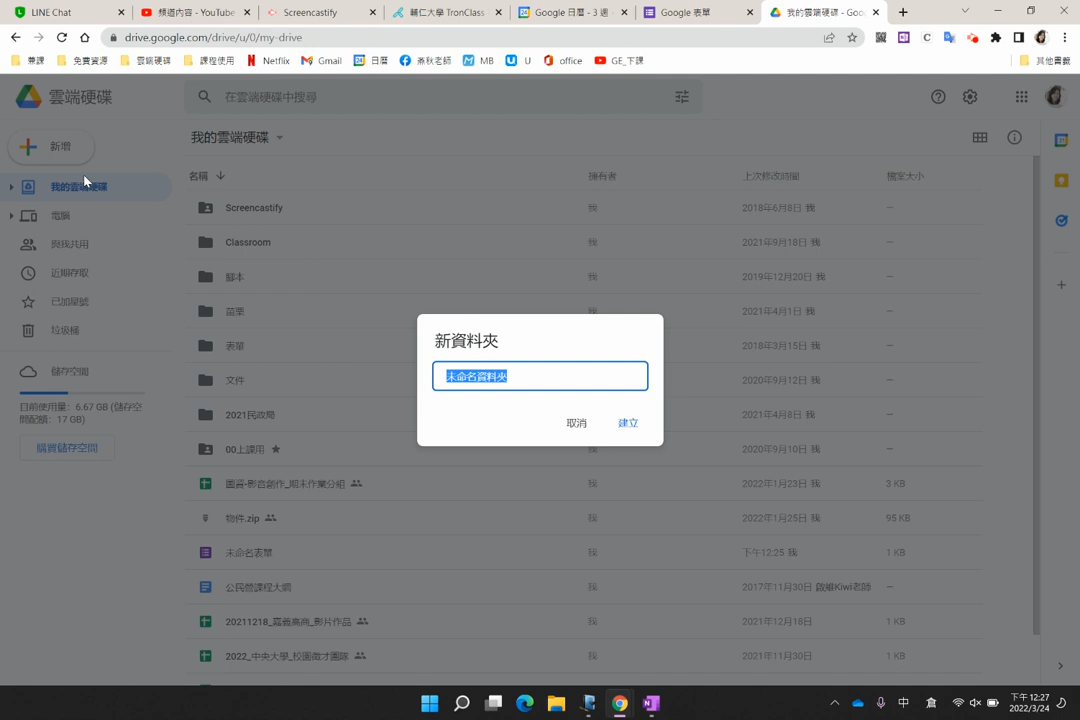 LINE Chat
頻道內容 - YouTube
Screencastify
輔仁大學 TronClass
Google 日曆 - 3 週 -
Google 表單
我的雲端硬碟 - Goo
drive.google.com/drive/u/0/my-drive
兼課
免費資源
雲端硬碟
課程使用
Netflix
Gmail
日曆
燕秋老師
MB
U
office
GE_下課
其他書籤
雲端硬碟
在雲端硬碟中搜尋
新增
我的雲端硬碟
我的雲端硬碟
電腦
與我共用
近期存取
已加星號
垃圾桶
儲存空間
目前使用量：6.67 GB (儲存空
間配額：17 GB)
購買儲存空間
名稱
擁有者
上次修改時間
檔案大小
Screencastify
我
2018年6月8日 我
—
Classroom
我
2021年9月18日 我
—
腳本
我
2019年12月20日 我
—
苗栗
我
2021年4月1日 我
—
表單
我
2018年3月15日 我
—
文件
2020年9月12日 我
—
2021民政局
2021年4月8日 我
—
00上課用
我
2020年9月10日 我
—
圖資-影音創作_期末作業分組
我
2022年1月23日 我
3 KB
物件.zip
我
2022年1月25日 我
95 KB
未命名表單
我
下午12:25 我
1 KB
公民營課程大綱
我
2017年11月30日 啟維Kiwi老師
—
20211218_嘉義高商_影片作品
我
2021年12月18日
1 KB
2022_中央大學_校園徵才團隊
我
2021年11月30日
1 KB
新資料夾
未命名資料夾
取消
建立
中
倉
下午 12:27
2022/3/24